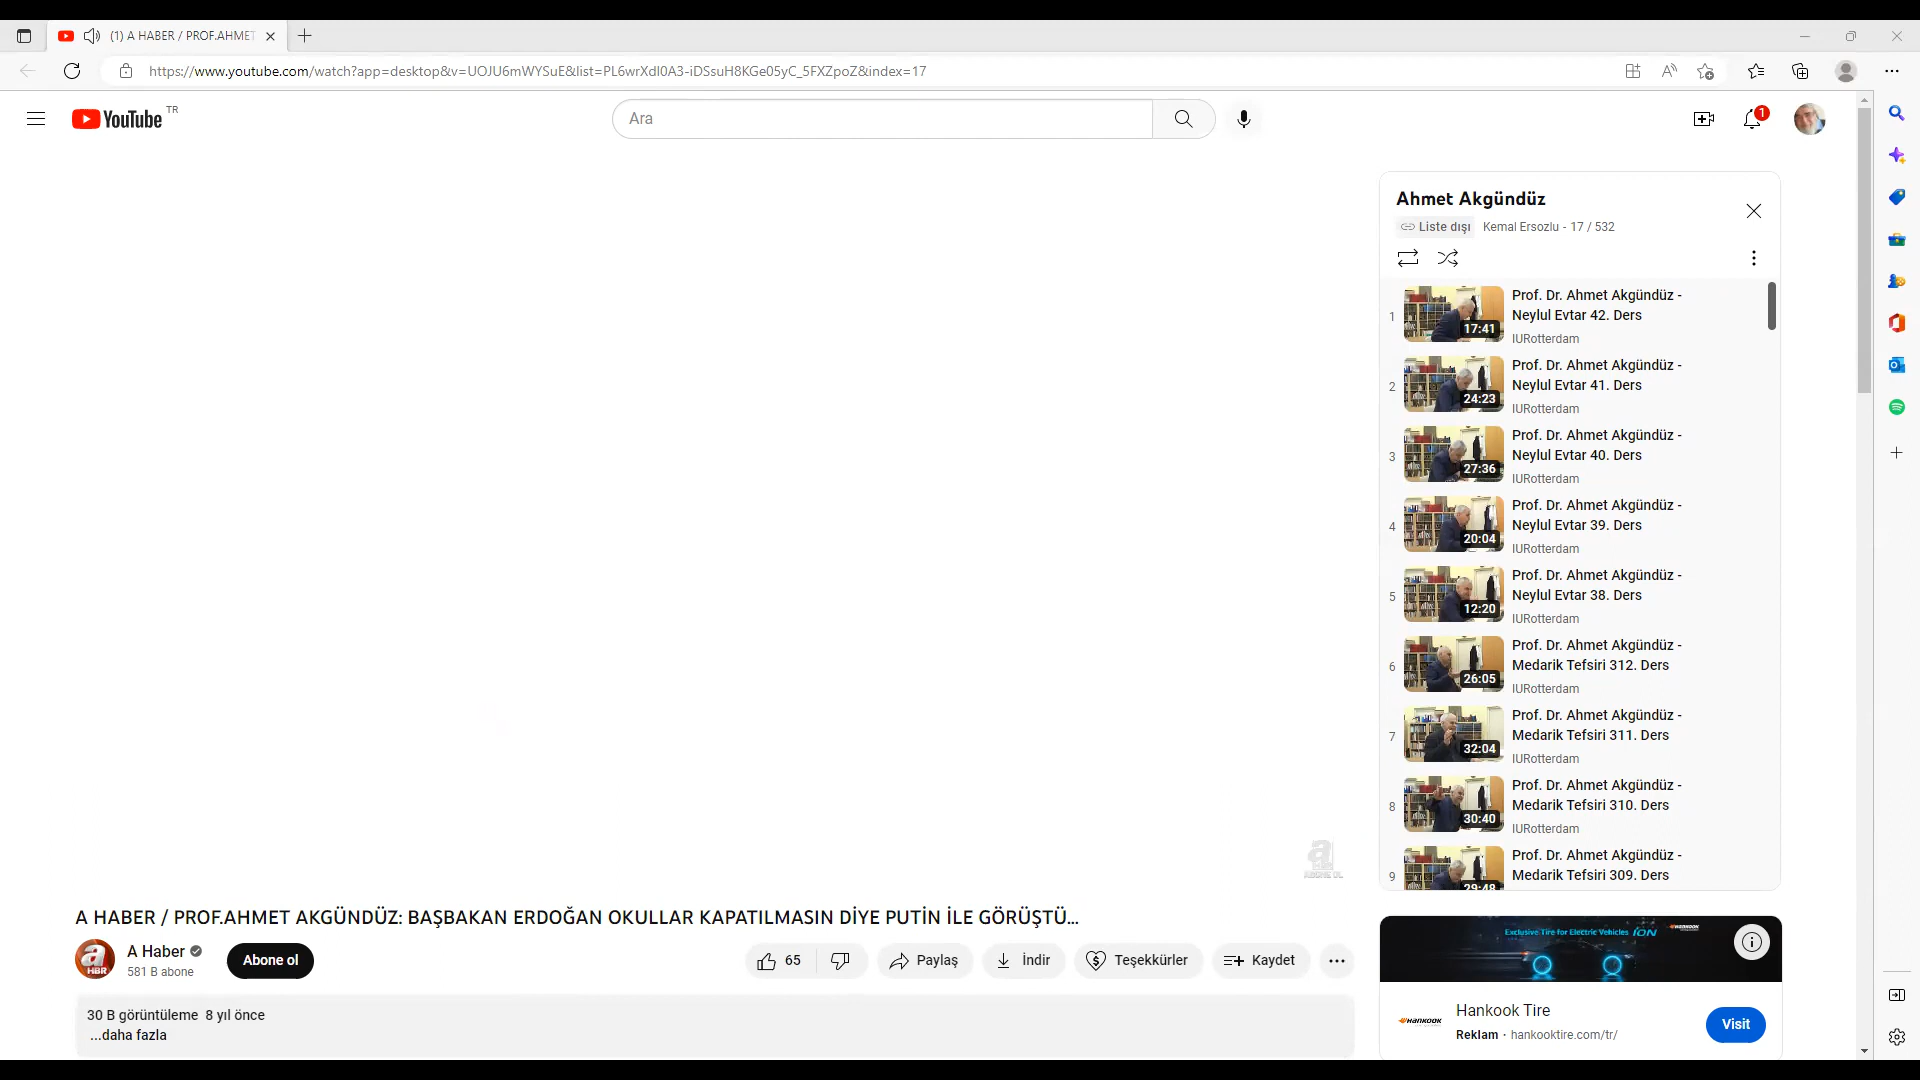 (1) A HABER / PROF.AHMET
https://www.youtube.com/watch?app=desktop&v=UOJU6mWYSuE&list=PL6wrXdI0A3-iDSsuH8KGe05yC_5FXZpoZ&index=17
YouTube TR
Ara
1
Ahmet Akgündüz
Liste dışı Kemal Ersozlu - 17 / 532
1
17:41
Prof. Dr. Ahmet Akgündüz -
Neylul Evtar 42. Ders
IURotterdam
2
24:23
Prof. Dr. Ahmet Akgündüz -
Neylul Evtar 41. Ders
IURotterdam
3
27:36
Prof. Dr. Ahmet Akgündüz -
Neylul Evtar 40. Ders
IURotterdam
4
20:04
Prof. Dr. Ahmet Akgündüz -
Neylul Evtar 39. Ders
IURotterdam
5
12:20
Prof. Dr. Ahmet Akgündüz -
Neylul Evtar 38. Ders
IURotterdam
6
26:05
Prof. Dr. Ahmet Akgündüz -
Medarik Tefsiri 312. Ders
IURotterdam
7
32:04
Prof. Dr. Ahmet Akgündüz -
Medarik Tefsiri 311. Ders
IURotterdam
8
30:40
Prof. Dr. Ahmet Akgündüz -
Medarik Tefsiri 310. Ders
IURotterdam
9
29:48
Prof. Dr. Ahmet Akgündüz -
Medarik Tefsiri 309. Ders
a
ABONE OL
A HABER / PROF.AHMET AKGÜNDÜZ: BAŞBAKAN ERDOĞAN OKULLAR KAPATILMASIN DİYE PUTİN İLE GÖRÜŞTÜ...
a
HBR
A Haber
581 B abone
Abone ol
65
Paylaş
İndir
Teşekkürler
Kaydet
30 B görüntüleme 8 yıl önce
...daha fazla
Exclusive Tire for Electric Vehicles iON HANKOOK
HANKOOK
Hankook Tire
Reklam · hankooktire.com/tr/
Visit